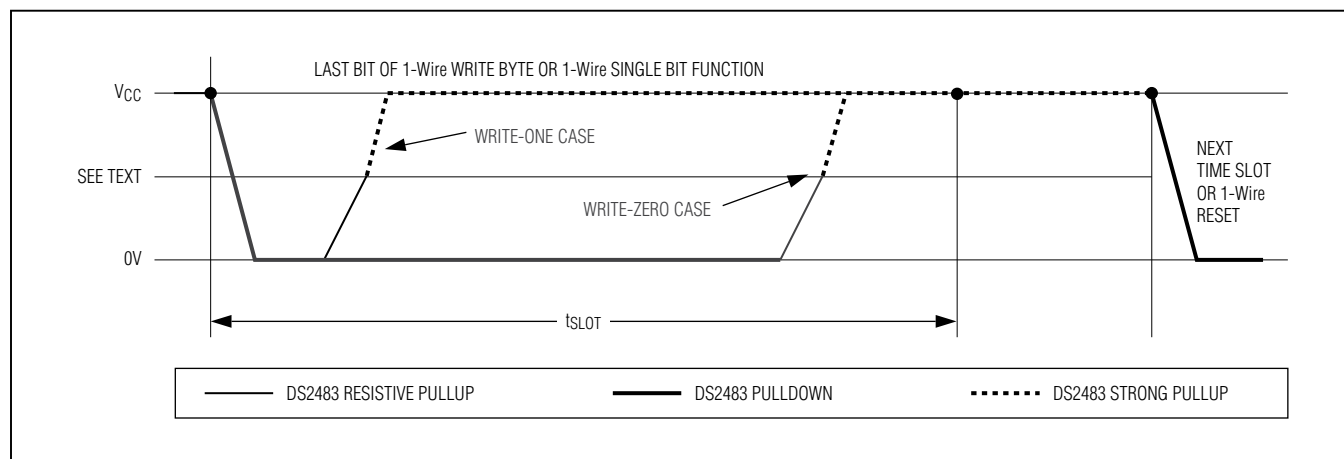 LAST BIT OF 1-Wire WRITE BYTE OR 1-Wire SINGLE BIT FUNCTION
VCC
WRITE-ONE CASE
NEXT
TIME SLOT
OR 1-Wire
RESET
SEE TEXT
WRITE-ZERO CASE
0V
tSLOT
DS2483 RESISTIVE PULLUP
DS2483 PULLDOWN
DS2483 STRONG PULLUP